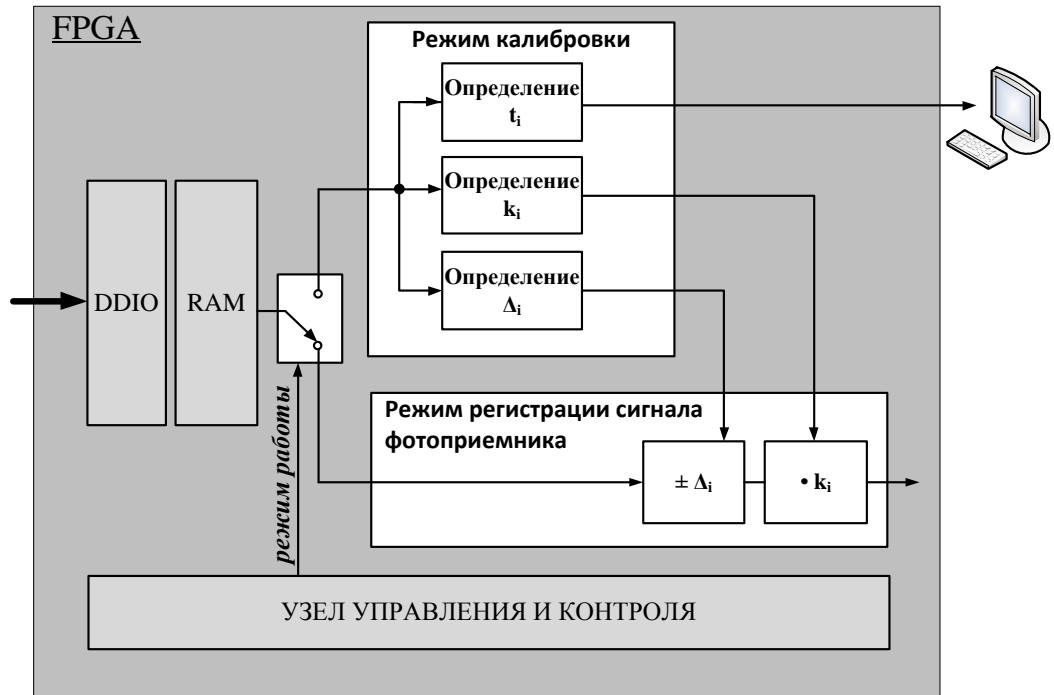 FPGA
Режим калибровки
Определение
tᵢ
Определение
kᵢ
Определение
Δᵢ
DDIO
RAM
режим работы
Режим регистрации сигнала
фотоприемника
± Δᵢ
• kᵢ
УЗЕЛ УПРАВЛЕНИЯ И КОНТРОЛЯ